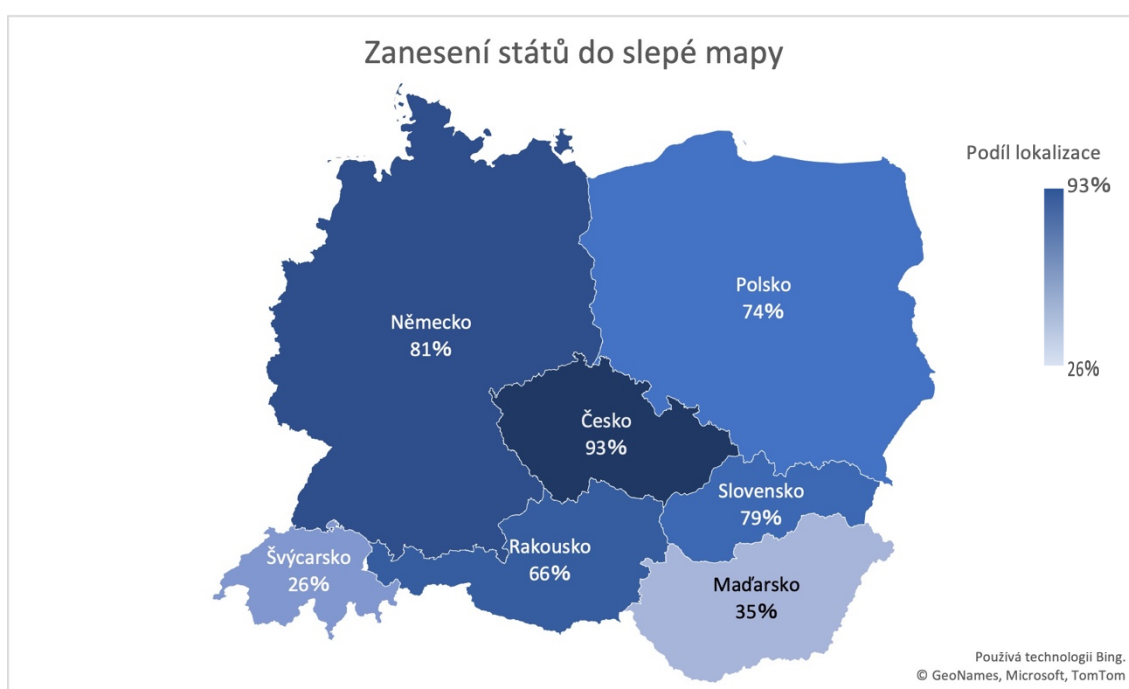 Zanesení států do slepé mapy
Podíl lokalizace
93%
26%
Polsko
74%
Německo
81%
Česko
93%
Slovensko
79%
Rakousko
66%
Švýcarsko
26%
Maďarsko
35%
Používá technologii Bing.
© GeoNames, Microsoft, TomTom